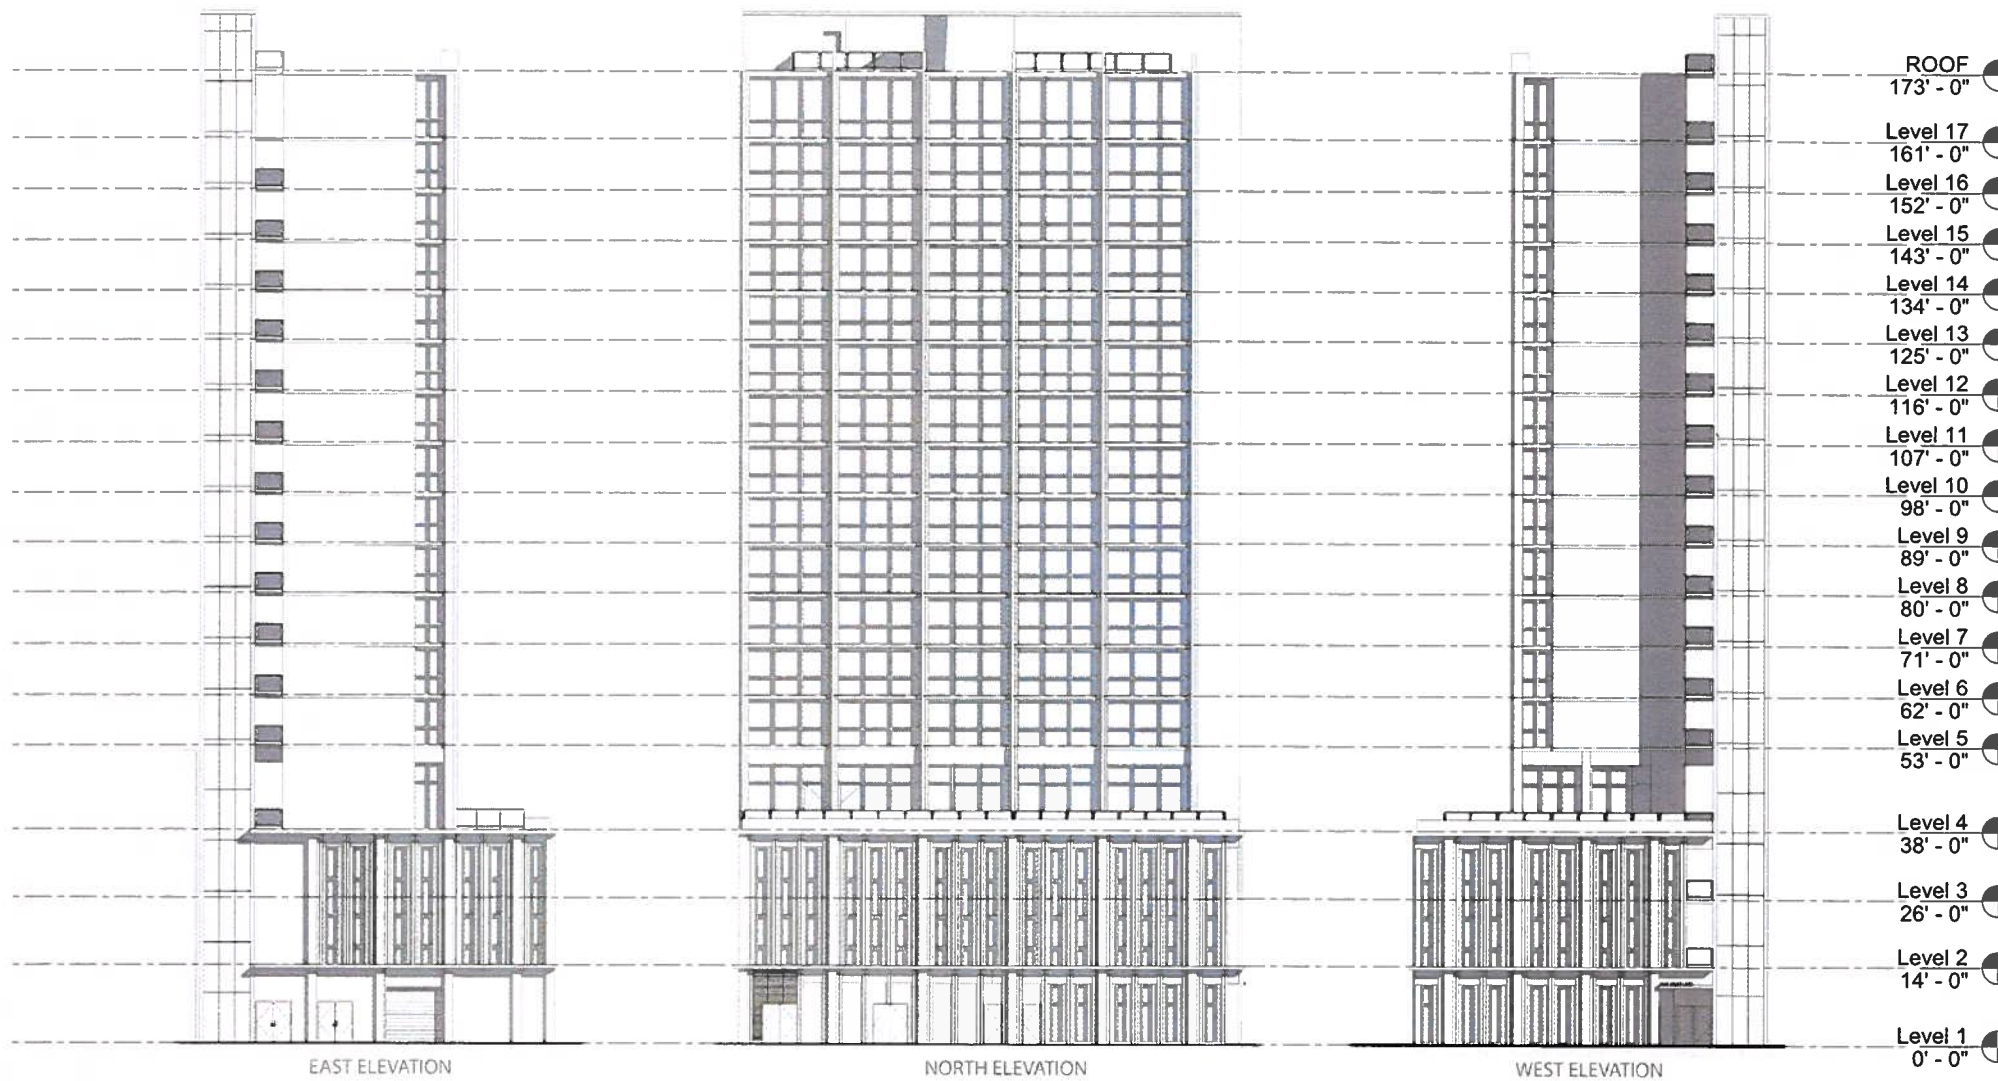 ROOF
173' - 0"
Level 17
161' - 0"
Level 16
152' - 0"
Level 15
143' - 0"
Level 14
134' - 0"
Level 13
125' - 0"
Level 12
116' - 0"
Level 11
107' - 0"
Level 10
98' - 0"
Level 9
89' - 0"
Level 8
80' - 0"
Level 7
71' - 0"
Level 6
62' - 0"
Level 5
53' - 0"
Level 4
38' - 0"
Level 3
26' - 0"
Level 2
14' - 0"
Level 1
0' - 0"
EAST ELEVATION
NORTH ELEVATION
WEST ELEVATION